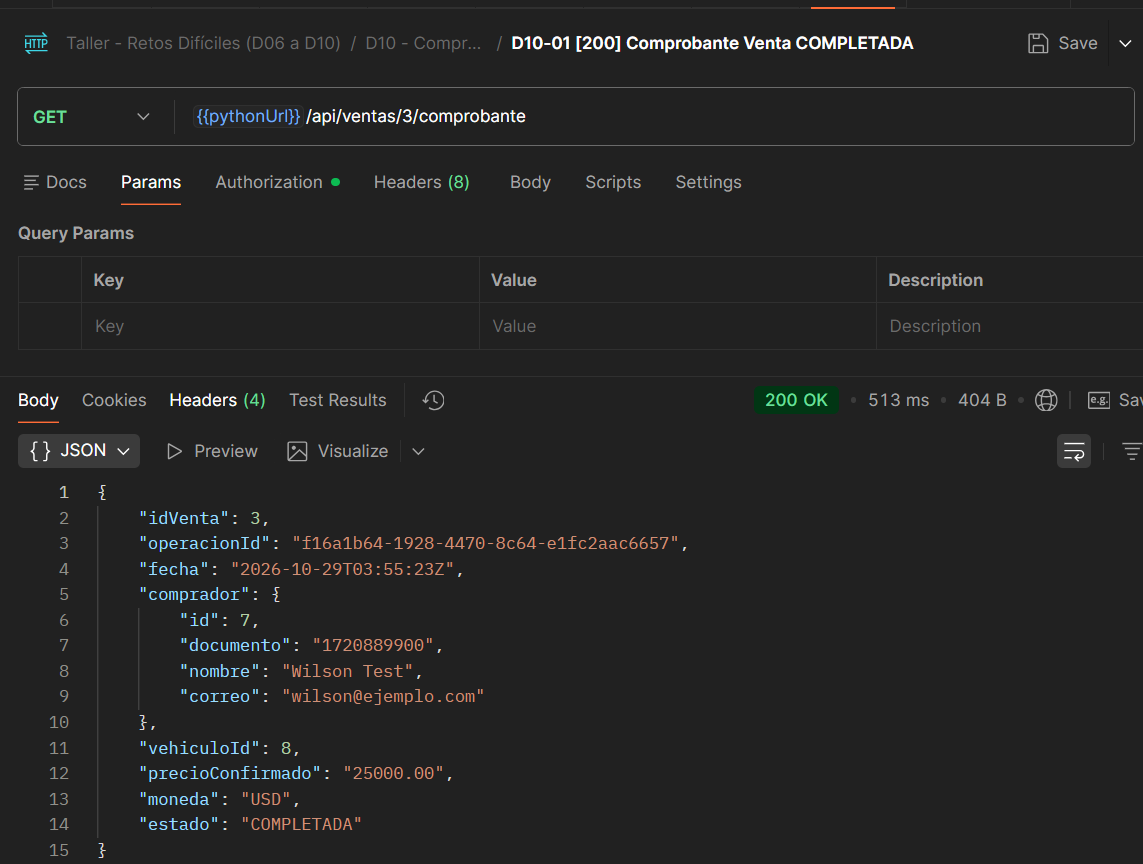 HTTP Taller - Retos Difíciles (D06 a D10) / D10 - Compr... / D10-01 [200] Comprobante Venta COMPLETADA Save
GET {{pythonUrl}} /api/ventas/3/comprobante
Docs Params Authorization Headers (8) Body Scripts Settings
Query Params
Key Value Description
Key Value Description
Body Cookies Headers (4) Test Results 200 OK 513 ms 404 B e.g. Sav
{} JSON Preview Visualize
1 {
2 "idVenta": 3,
3 "operacionId": "f16a1b64-1928-4470-8c64-e1fc2aac6657",
4 "fecha": "2026-10-29T03:55:23Z",
5 "comprador": {
6 "id": 7,
7 "documento": "1720889900",
8 "nombre": "Wilson Test",
9 "correo": "wilson@ejemplo.com"
10 },
11 "vehiculoId": 8,
12 "precioConfirmado": "25000.00",
13 "moneda": "USD",
14 "estado": "COMPLETADA"
15 }